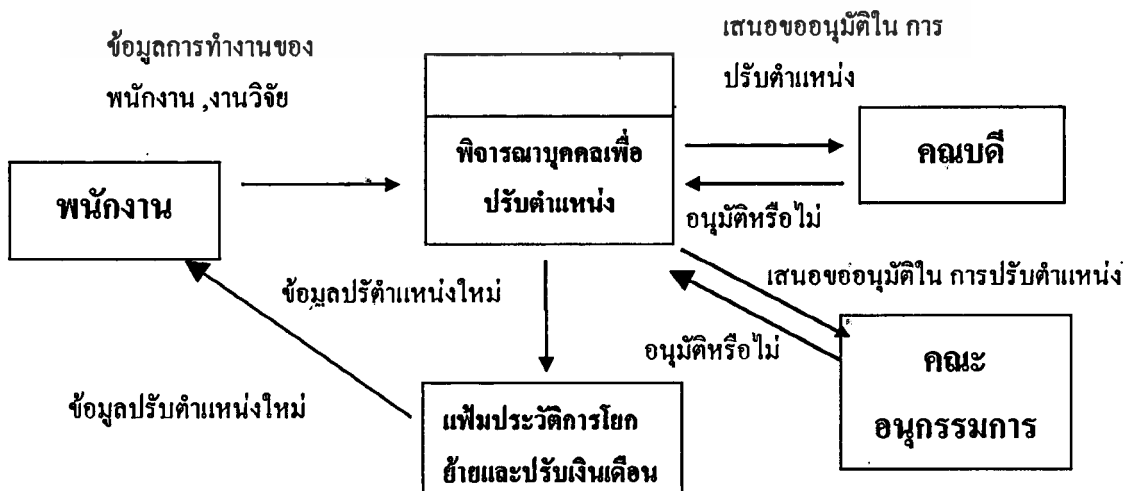 ข้อมูลการทำงานของ
พนักงาน ,งานวิจัย
เสนอขออนุมัติใน การ
ปรับตำแหน่ง
พนักงาน
พิจารณาบุคคลเพื่อ
ปรับตำแหน่ง
คณบดี
อนุมัติหรือไม่
ข้อมูลปรัตำแหน่งใหม่
เสนอขออนุมัติใน การปรับตำแหน่ง
อนุมัติหรือไม่
คณะ
อนุกรรมการ
ข้อมูลปรับตำแหน่งใหม่
แฟ้มประวัติการโยก
ย้ายและปรับเงินเดือน